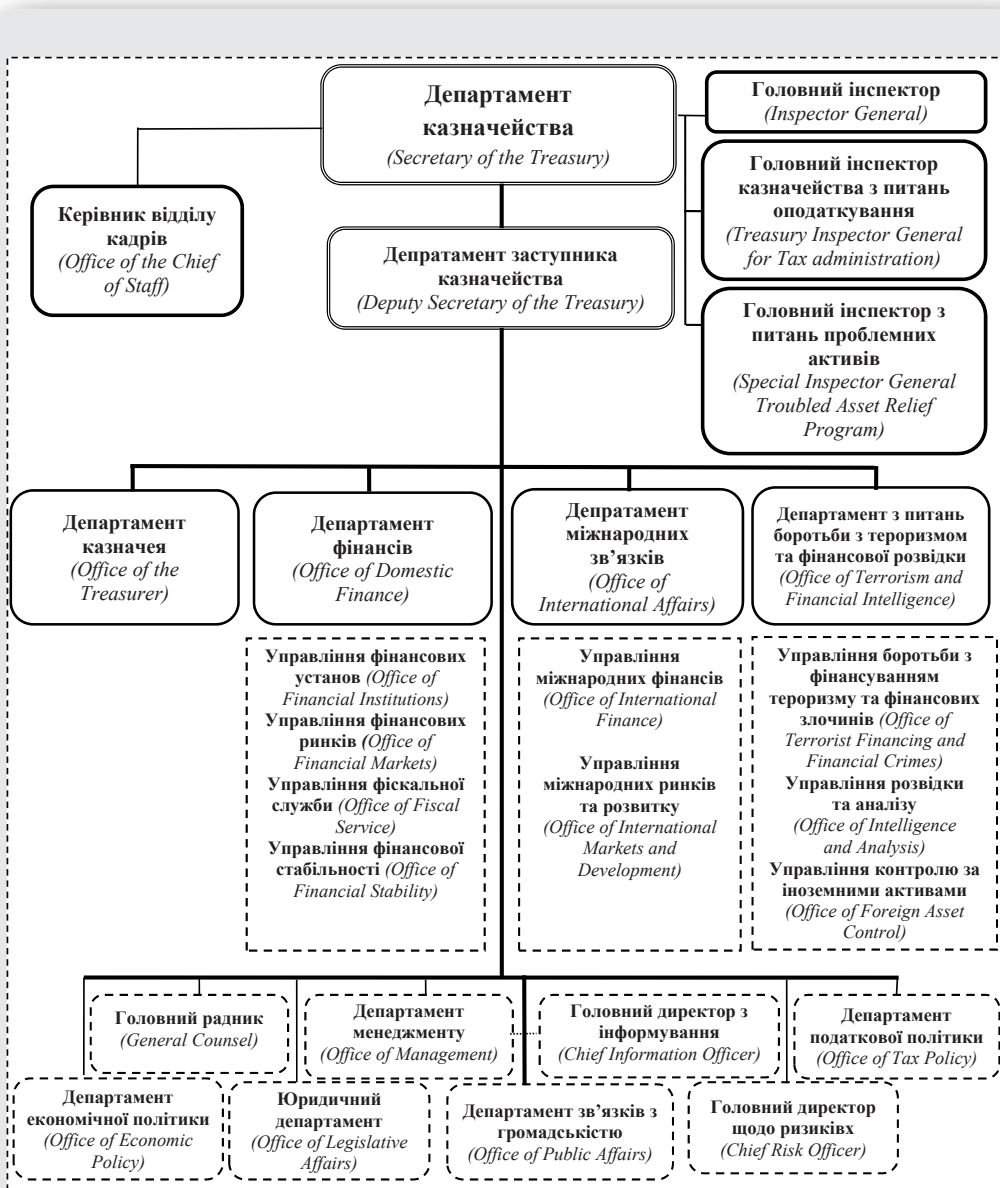 Департамент
казначейства
(Secretary of the Treasury)
Головний інспектор
(Inspector General)
Головний інспектор
казначейства з питань
оподаткування
(Treasury Inspector General
for Tax administration)
Керівник відділу
кадрів
(Office of the Chief
of Staff)
Депратамент заступника
казначейства
(Deputy Secretary of the Treasury)
Головний інспектор з
питань проблемних
активів
(Special Inspector General
Troubled Asset Relief
Program)
Департамент
казначея
(Office of the
Treasurer)
Департамент
фінансів
(Office of Domestic
Finance)
Депратамент
міжнародних
зв’язків
(Office of
International Affairs)
Департамент з питань
боротьби з тероризмом
та фінансової розвідки
(Office of Terrorism and
Financial Intelligence)
Управління фінансових
установ (Office of
Financial Institutions)
Управління фінансових
ринків (Office of
Financial Markets)
Управління фіскальної
служби (Office of Fiscal
Service)
Управління фінансової
стабільності (Office of
Financial Stability)
Управління
міжнародних фінансів
(Office of International
Finance)
Управління
міжнародних ринків
та розвитку
(Office of International
Markets and
Development)
Управління боротьби з
фінансуванням
тероризму та фінансових
злочинів (Office of
Terrorist Financing and
Financial Crimes)
Управління розвідки
та аналізу
(Office of Intelligence
and Analysis)
Управління контролю за
іноземними активами
(Office of Foreign Asset
Control)
Головний радник
(General Counsel)
Департамент
менеджменту
(Office of Management)
Головний директор з
інформування
(Chief Information Officer)
Департамент
податкової політики
(Office of Tax Policy)
Департамент
економічної політики
(Office of Economic
Policy)
Юридичний
департамент
(Office of Legislative
Affairs)
Департамент зв’язків з
громадськістю
(Office of Public Affairs)
Головний директор
щодо ризиківх
(Chief Risk Officer)